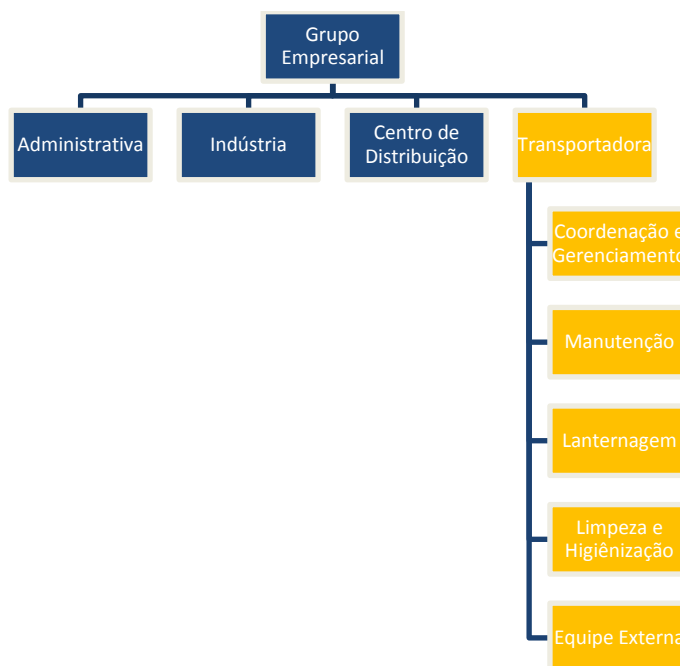 Grupo
Empresarial
Administrativa
Indústria
Centro de
Distribuição
Transportadora
Coordenação e
Gerenciamento
Manutenção
Lanternagem
Limpeza e
Higiênização
Equipe Externa